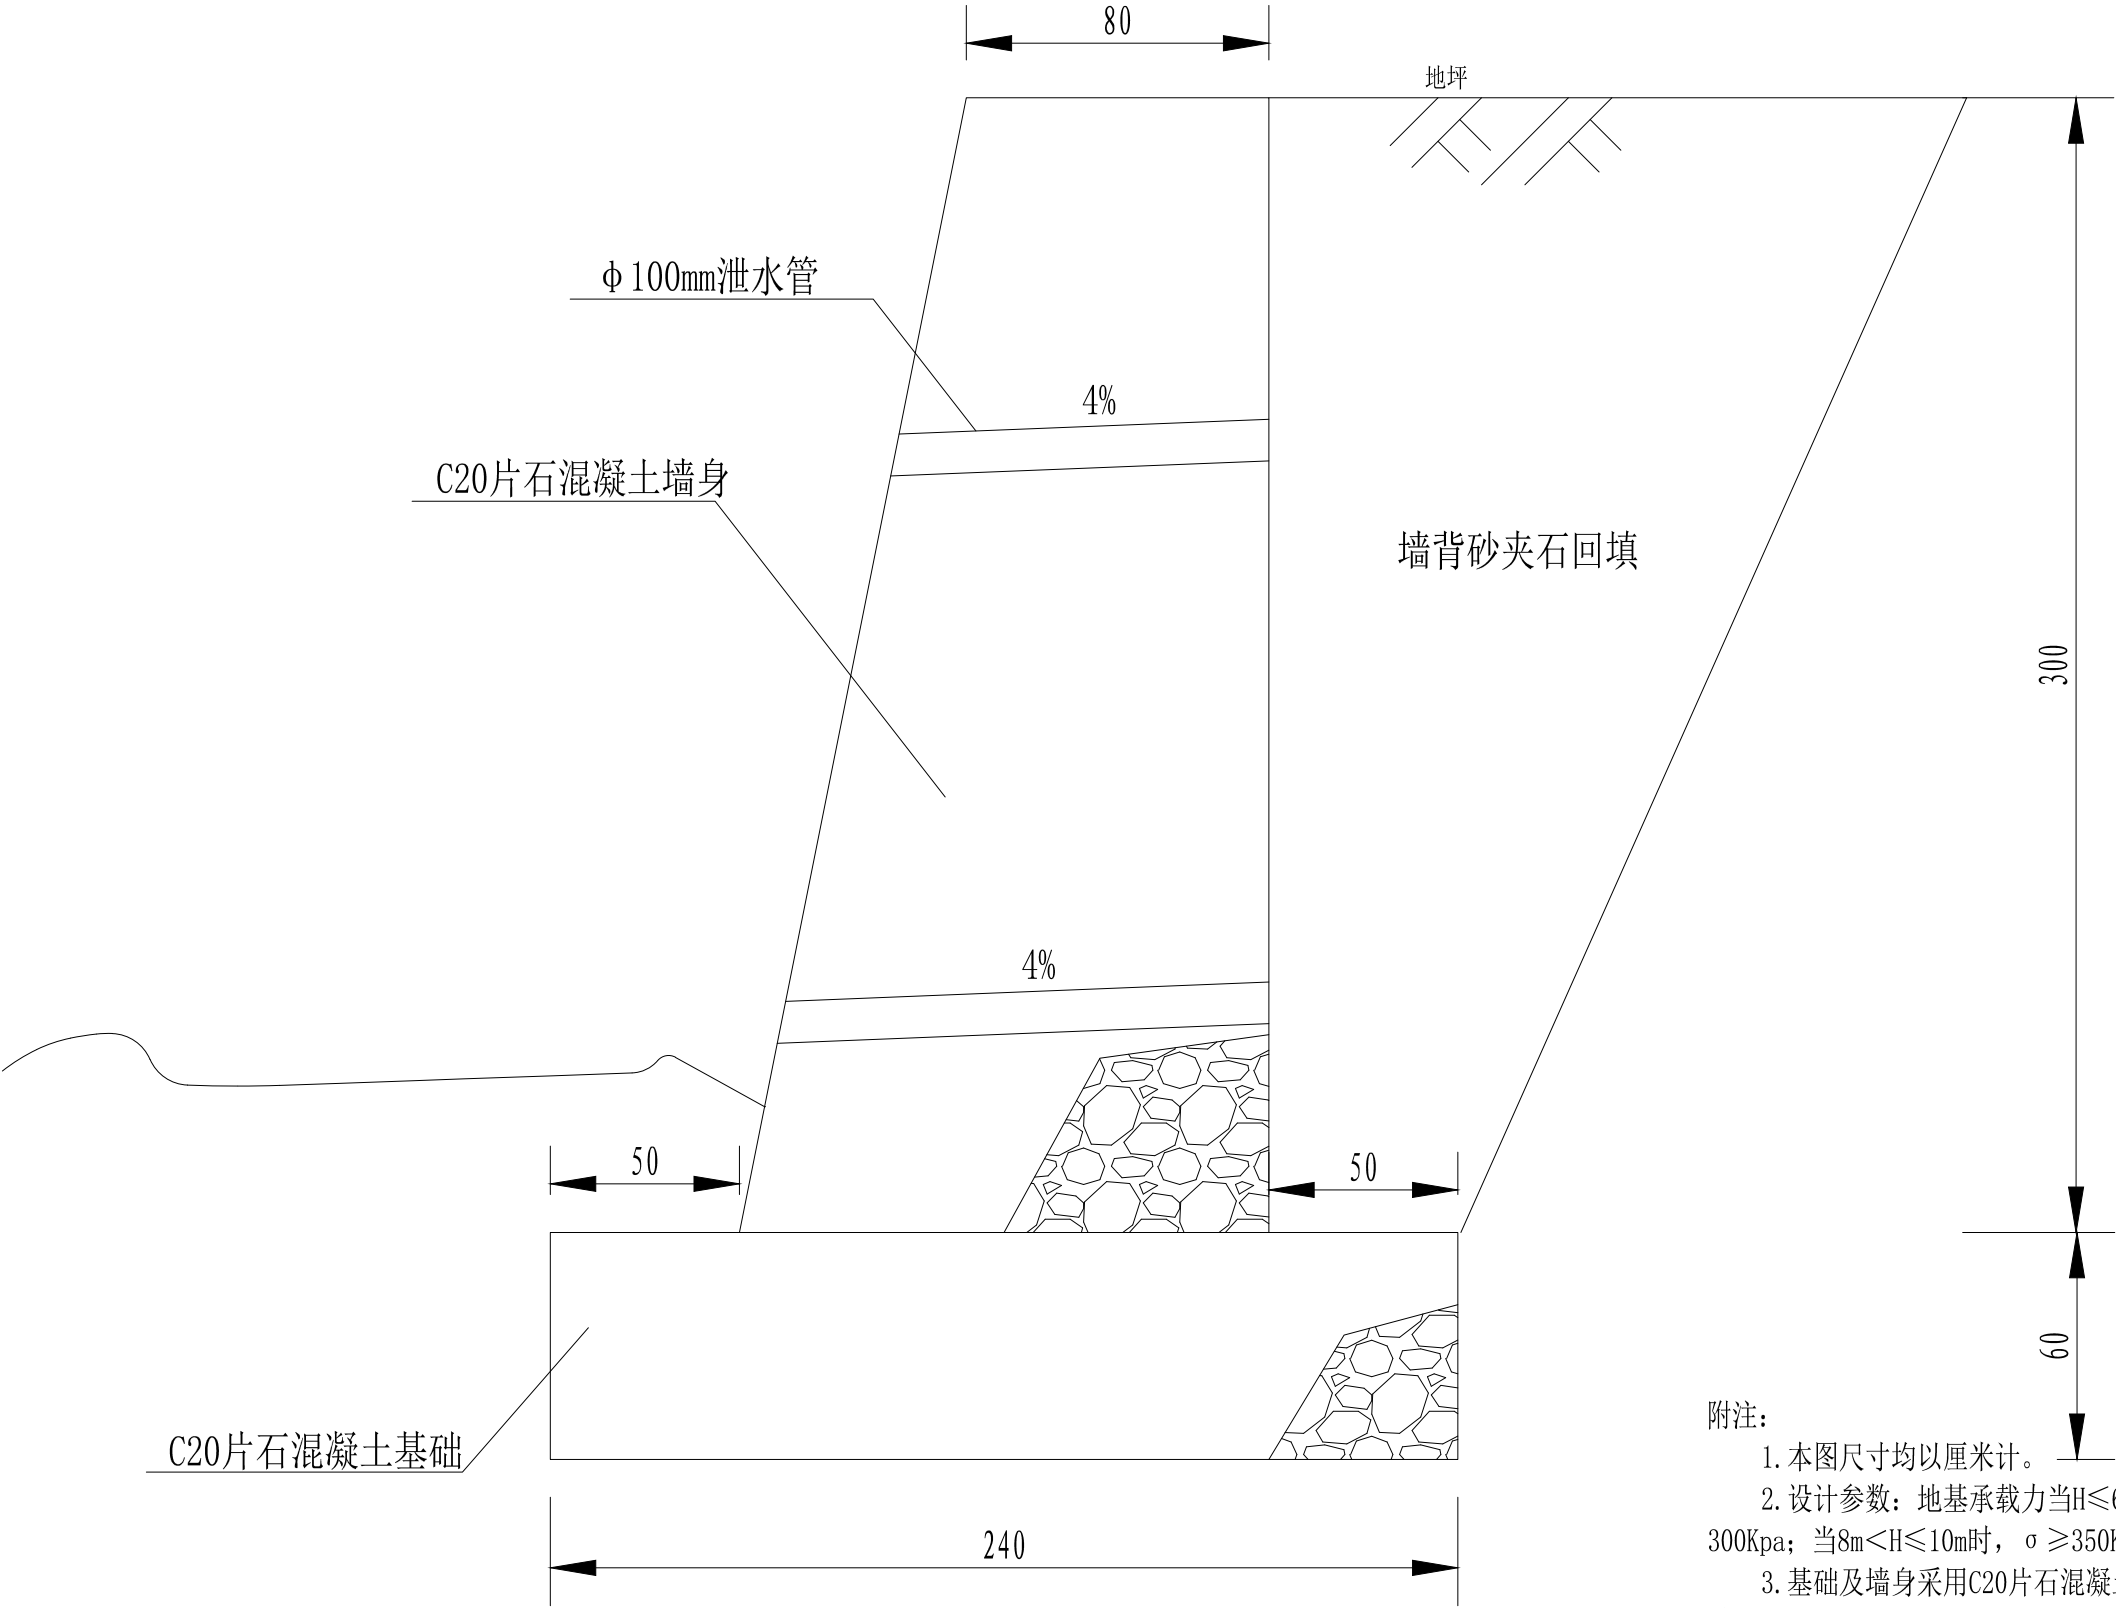 80
地坪
φ100mm泄水管
4%
C20片石混凝土墙身
墙背砂夹石回填
300
4%
50
50
60
C20片石混凝土基础
240
附注：
1.本图尺寸均以厘米计。
2.设计参数：地基承载力当H≤6
300Kpa；当8m＜H≤10m时，σ≥350K
3.基础及墙身采用C20片石混凝土